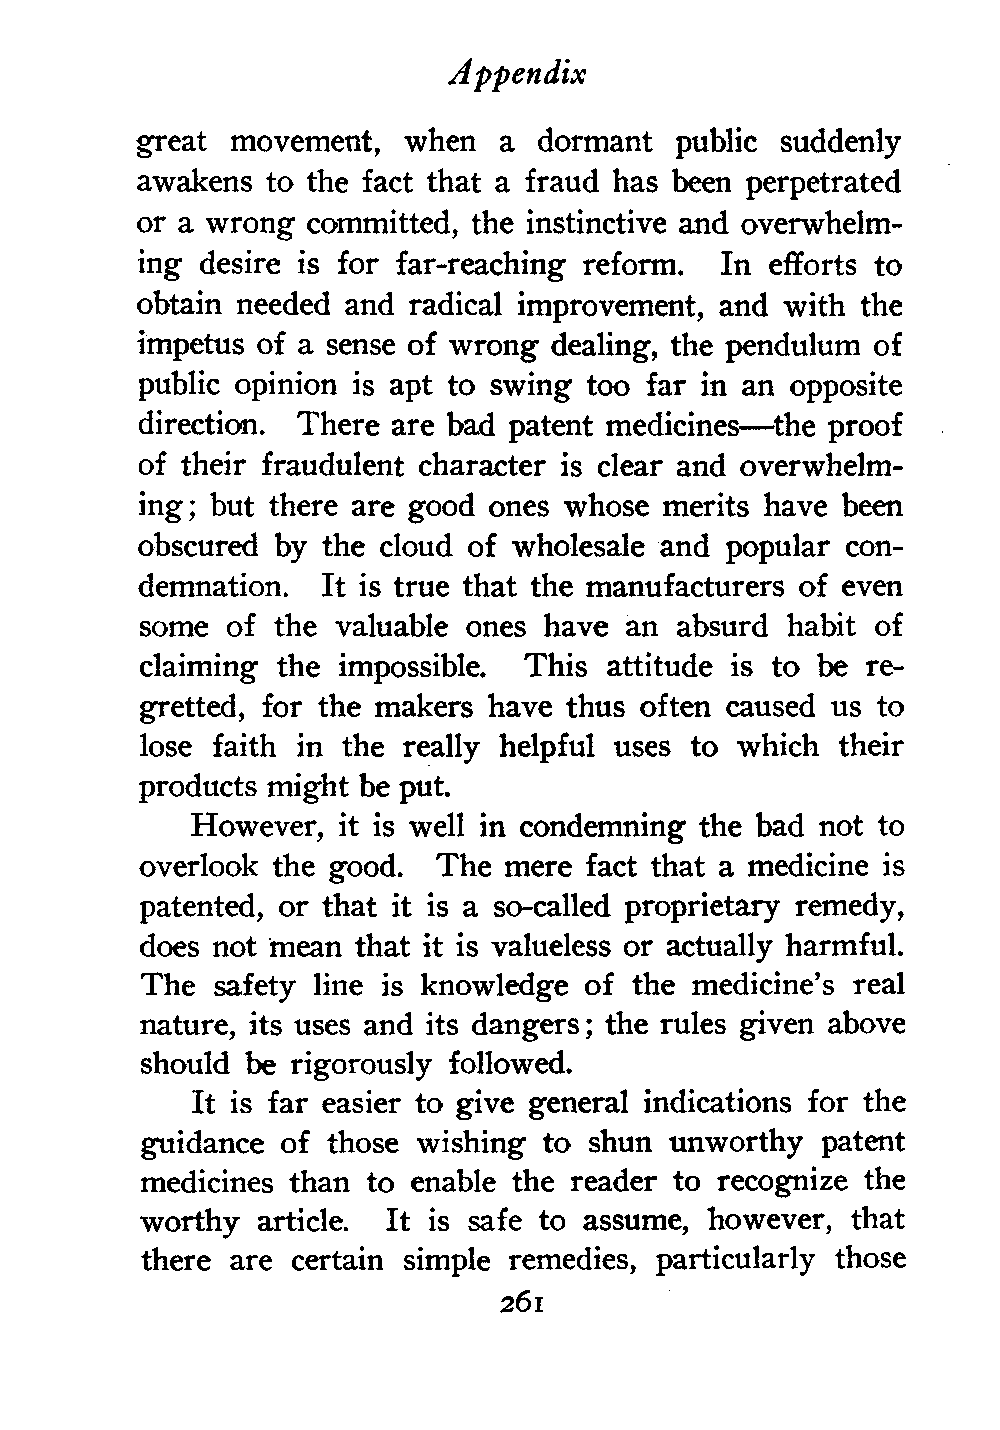 Appendix
great movement, when a dormant public suddenly
awakens to the fact that a fraud has been perpetrated
or a wrong committed, the instinctive and overwhelm-
ing desire is for far-reaching reform. In efforts to
obtain needed and radical improvement, and with the
impetus of a sense of wrong dealing, the pendulum of
public opinion is apt to swing too far in an opposite
direction. There are bad patent medicines—the proof
of their fraudulent character is clear and overwhelm-
ing; but there are good ones whose merits have been
obscured by the cloud of wholesale and popular con-
demnation. It is true that the manufacturers of even
some of the valuable ones have an absurd habit of
claiming the impossible. This attitude is to be re-
gretted, for the makers have thus often caused us to
lose faith in the really helpful uses to which their
products might be put.
However, it is well in condemning the bad not to
overlook the good. The mere fact that a medicine is
patented, or that it is a so-called proprietary remedy,
does not mean that it is valueless or actually harmful.
The safety line is knowledge of the medicine's real
nature, its uses and its dangers; the rules given above
should be rigorously followed.
It is far easier to give general indications for the
guidance of those wishing to shun unworthy patent
medicines than to enable the reader to recognize the
worthy article. It is safe to assume, however, that
there are certain simple remedies, particularly those
261